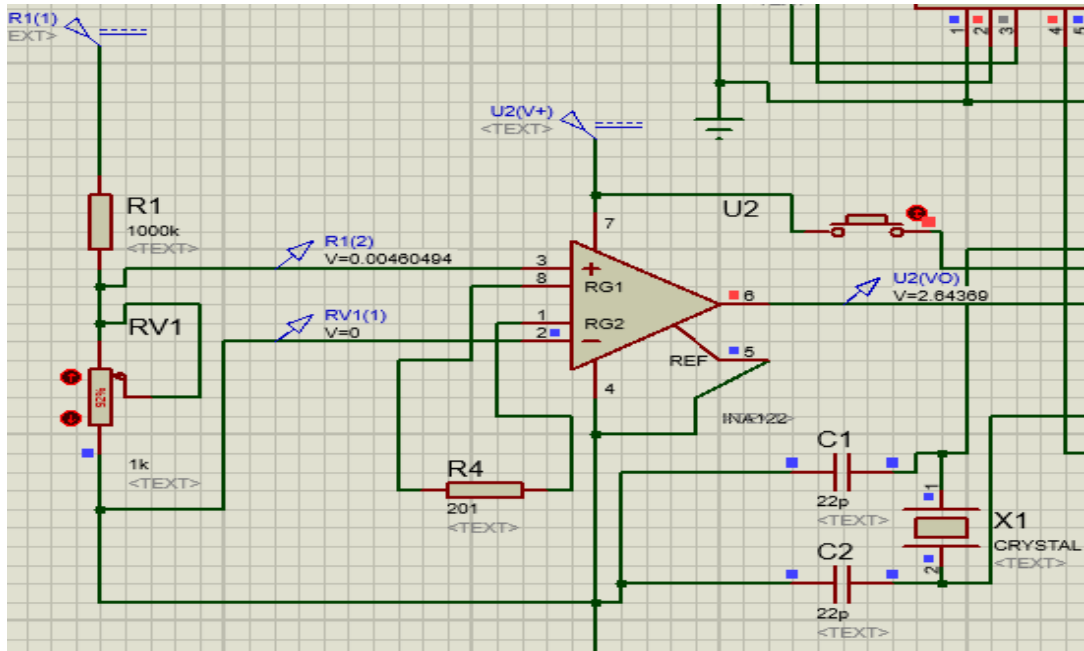 R1(1)
EXT>
1
2
3
4
5
U2(V+)
<TEXT>
R1
1000k
<TEXT>
U2
7
R1(2)
V=0.00460494
3
8
RG1
U2(VO)
V=2.64369
6
RV1
RV1(1)
V=0
1
2
RG2
REF
5
92%
4
INA122
1k
<TEXT>
R4
201
<TEXT>
C1
22p
<TEXT>
1
X1
CRYSTAL
<TEXT>
2
C2
22p
<TEXT>